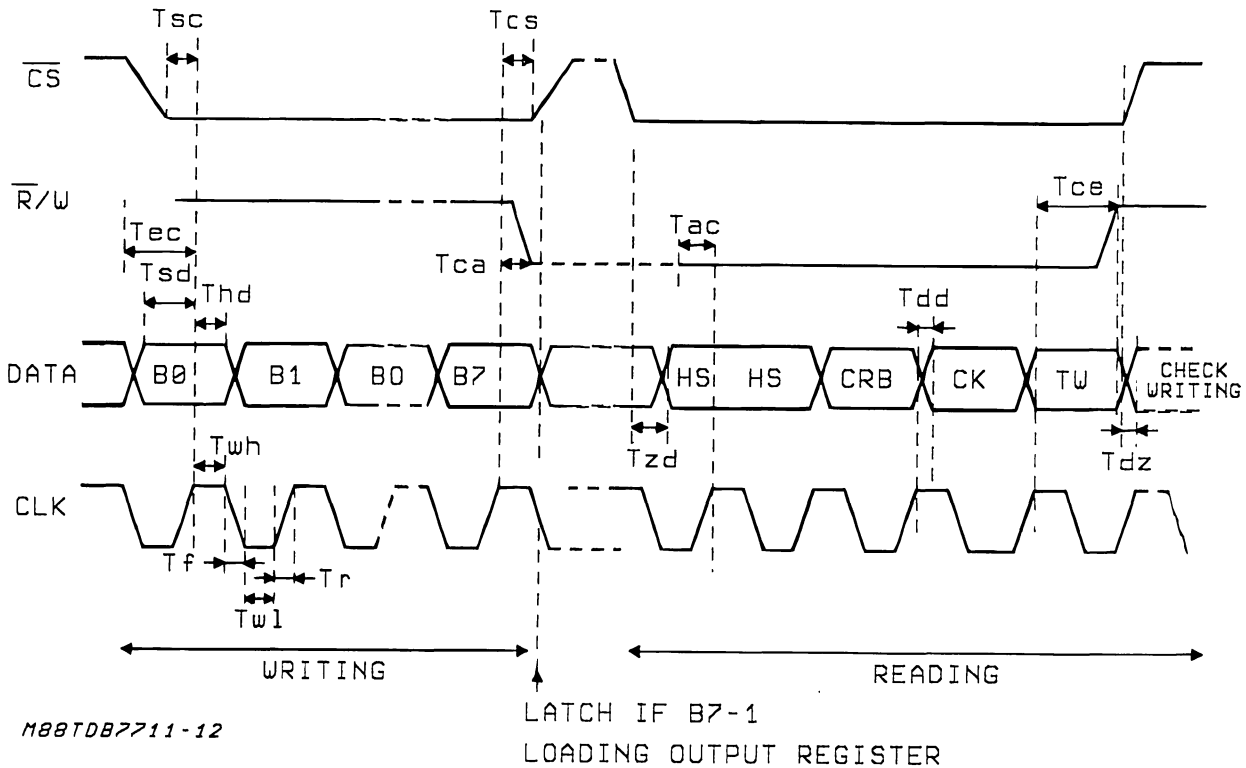 Tsc Tcs
CS
R/W
Tce
Tec
Tac
Tsd
Tca
Thd
Tdd
DATA B0 B1 BO B7 HS HS CRB CK TW CHECK WRITING
Twh
Tzd
Tdz
CLK
Tf
Tr
Twl
WRITING
READING
LATCH IF B7-1
LOADING OUTPUT REGISTER
M88TDB7711-12